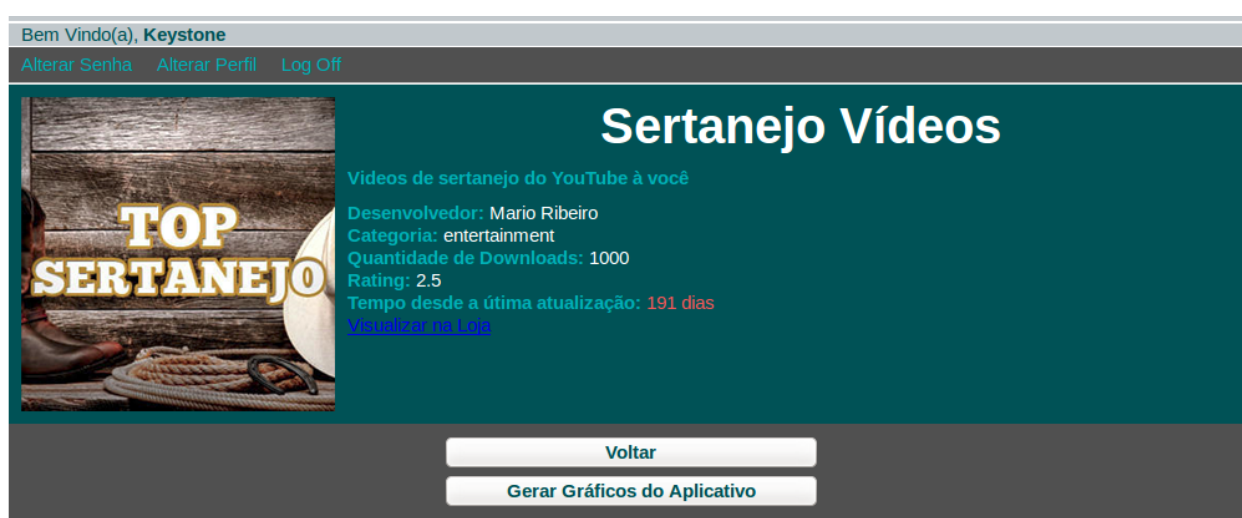 Bem Vindo(a), Keystone
Alterar Senha Alterar Perfil Log Off
TOP
SERTANEJO
Sertanejo Vídeos
Videos de sertanejo do YouTube à você
Desenvolvedor: Mario Ribeiro
Categoria: entertainment
Quantidade de Downloads: 1000
Rating: 2.5
Tempo desde a útima atualização: 191 dias
Visualizar na Loja
Voltar
Gerar Gráficos do Aplicativo